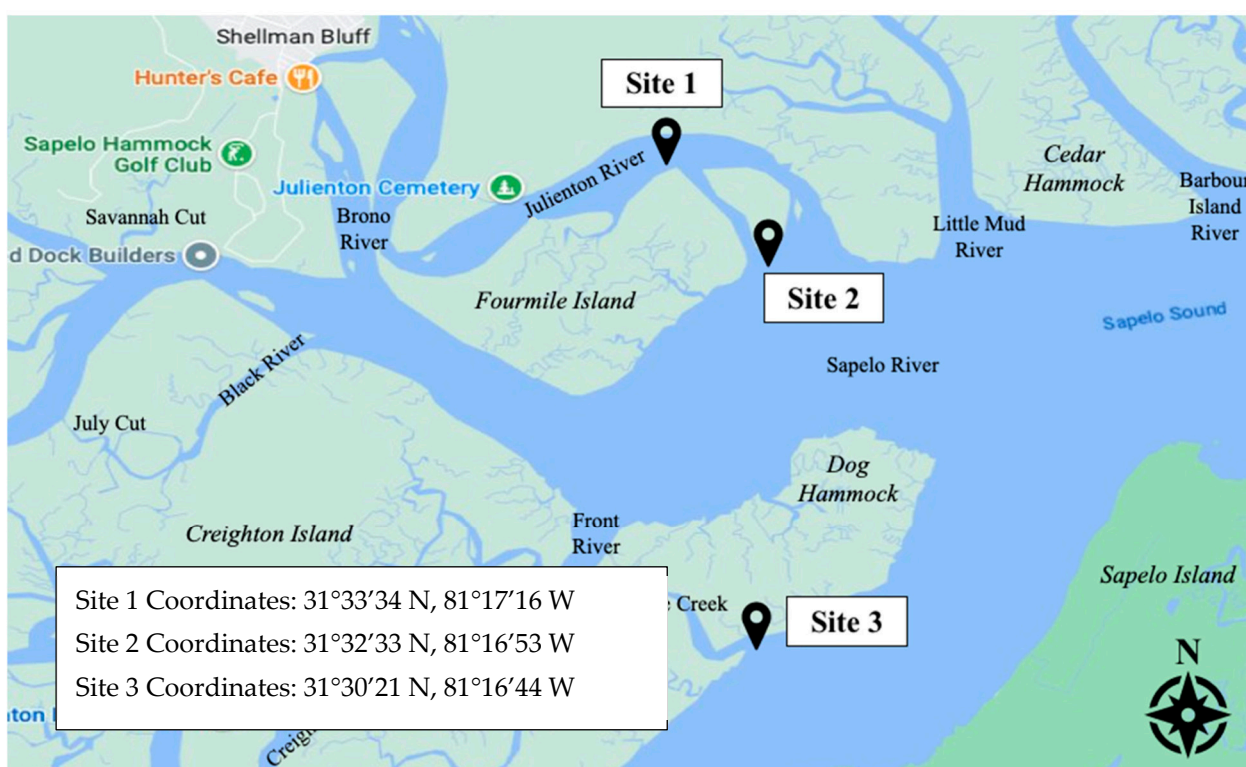 Shellman Bluff
Hunter's Cafe
Site 1
Sapelo Hammock
Golf Club
Cedar
Hammock
Julienton River
Julienton Cemetery
Barbour
Island
River
Savannah Cut
Brono
River
Little Mud
River
d Dock Builders
Fourmile Island
Site 2
Sapelo Sound
Sapelo River
Black River
July Cut
Dog
Hammock
Front
River
Creighton Island
Sapelo Island
Site 1 Coordinates: 31°33′34 N, 81°17′16 W
Site 2 Coordinates: 31°32′33 N, 81°16′53 W
Site 3 Coordinates: 31°30′21 N, 81°16′44 W
Creek
Site 3
N